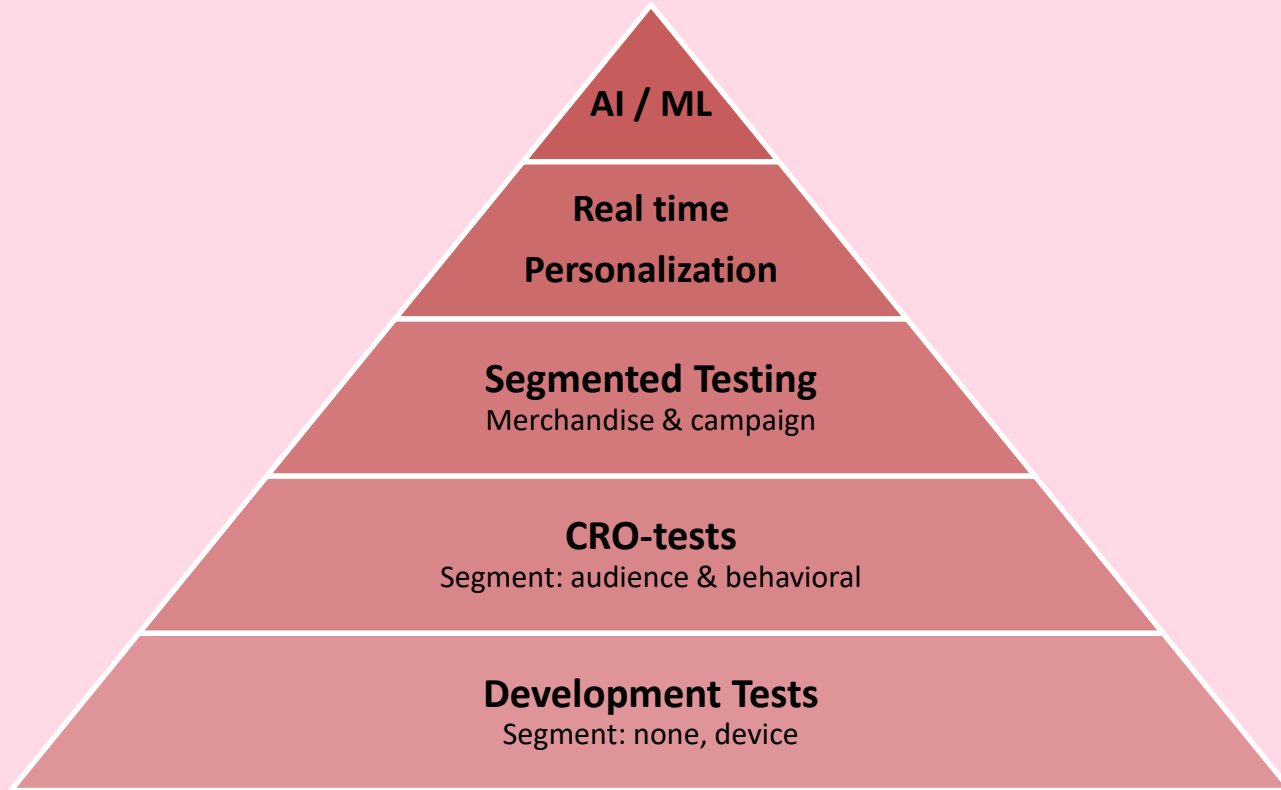 AI / ML
Real time
Personalization
Segmented Testing
Merchandise & campaign
CRO-tests
Segment: audience & behavioral
Development Tests
Segment: none, device